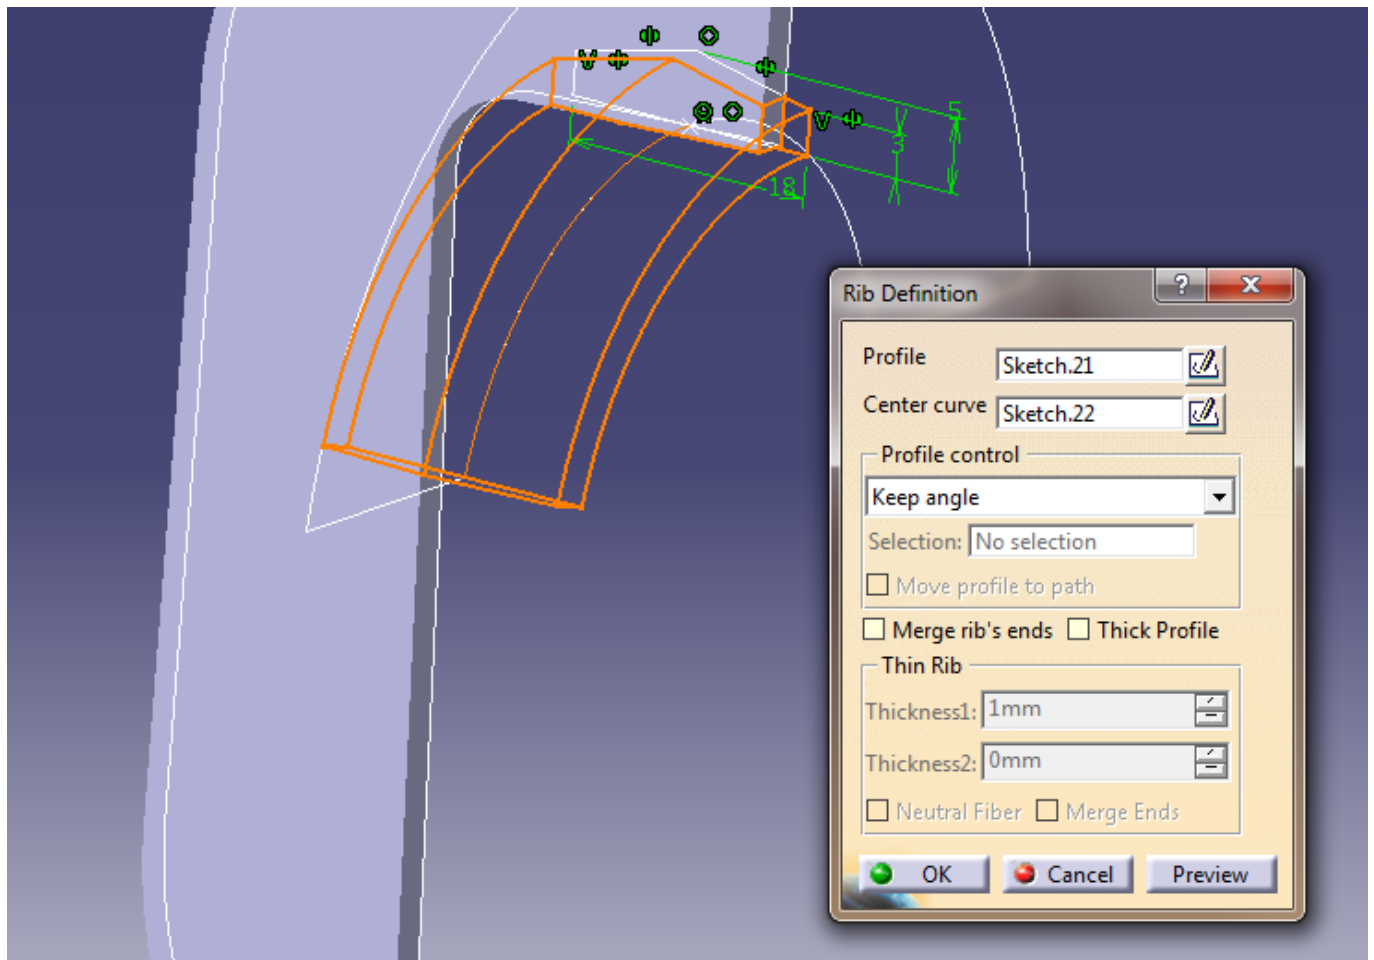 5
3
18
Rib Definition
?
X
Profile
Sketch.21
Center curve
Sketch.22
Profile control
Keep angle
Selection:
No selection
Move profile to path
Merge rib's ends
Thick Profile
Thin Rib
Thickness1:
1mm
Thickness2:
0mm
Neutral Fiber
Merge Ends
OK
Cancel
Preview